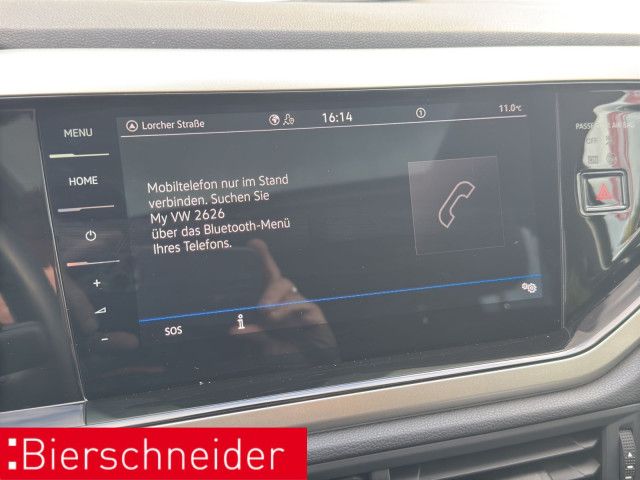 MENU
HOME
Lorcher Straße
16:14
11.0°C
Mobiltelefon nur im Stand
verbinden. Suchen Sie
My VW 2626
über das Bluetooth-Menü
Ihres Telefons.
SOS
i
+
-
OFF
Bierschneider